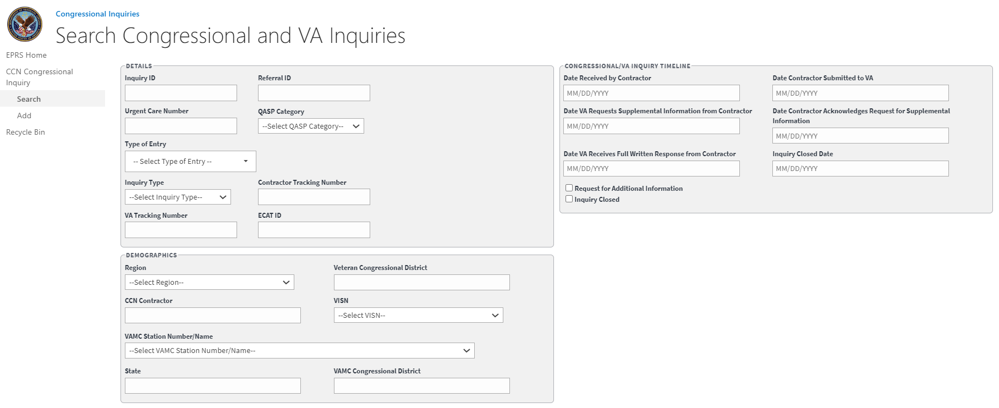 Congressional Inquiries
Search Congressional and VA Inquiries
EPRS Home
CCN Congressional
Inquiry
Search
Add
Recycle Bin
DETAILS
Inquiry ID
Referral ID
Urgent Care Number
QASP Category
--Select QASP Category--
Type of Entry
-- Select Type of Entry --
Inquiry Type
--Select Inquiry Type--
Contractor Tracking Number
VA Tracking Number
ECAT ID
DEMOGRAPHICS
Region
--Select Region--
Veteran Congressional District
CCN Contractor
VISN
--Select VISN--
VAMC Station Number/Name
--Select VAMC Station Number/Name--
State
VAMC Congressional District
CONGRESSIONAL/VA INQUIRY TIMELINE
Date Received by Contractor
MM/DD/YYYY
Date Contractor Submitted to VA
MM/DD/YYYY
Date VA Requests Supplemental Information from Contractor
MM/DD/YYYY
Date Contractor Acknowledges Request for Supplemental
Information
MM/DD/YYYY
Date VA Receives Full Written Response from Contractor
MM/DD/YYYY
Inquiry Closed Date
MM/DD/YYYY
Request for Additional Information
Inquiry Closed